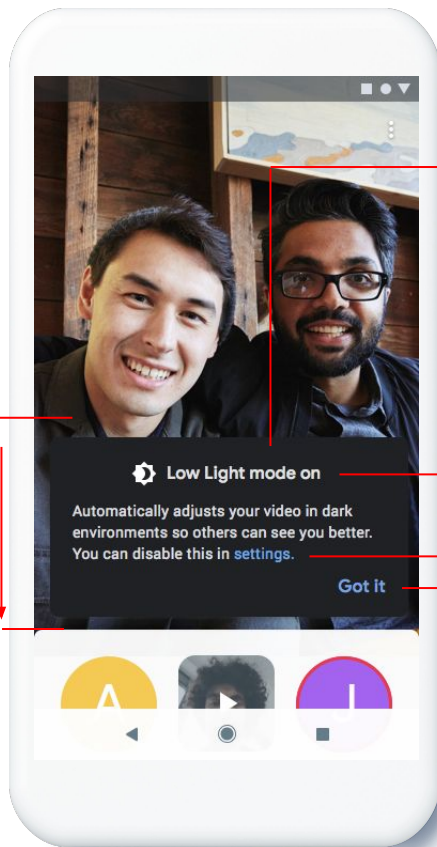 Low Light mode on
Automatically adjusts your video in dark
environments so others can see you better.
You can disable this in settings.
Got it
A
J